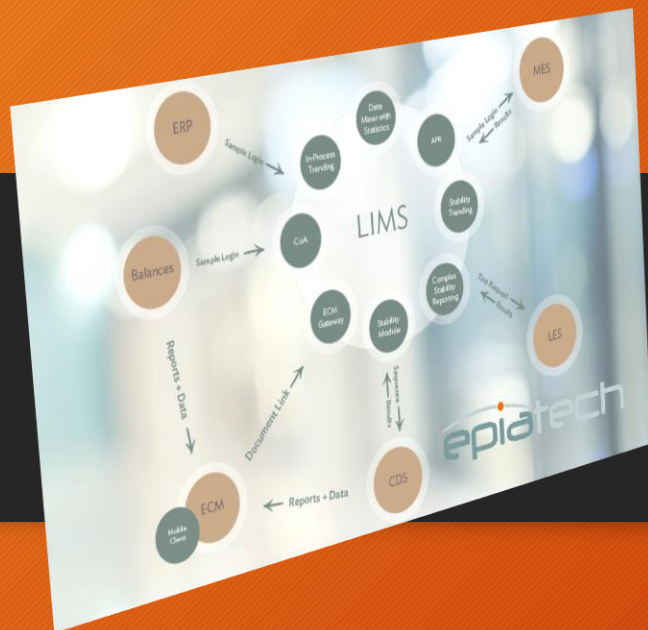 ERP
Sample Login
Data
Miner with
Statistics
In-Process
Trending
APR
MES
Sample Login
Results
LIMS
Stability
Trending
CoA
Balances
Sample Login
Complex
Stability
Reporting
ECM
Gateway
Stability
Module
Test Request
Results
LES
Reports + Data
Document Link
Sequence
Results
epiatech
CDS
Reports + Data
ECM
Mobile
Client